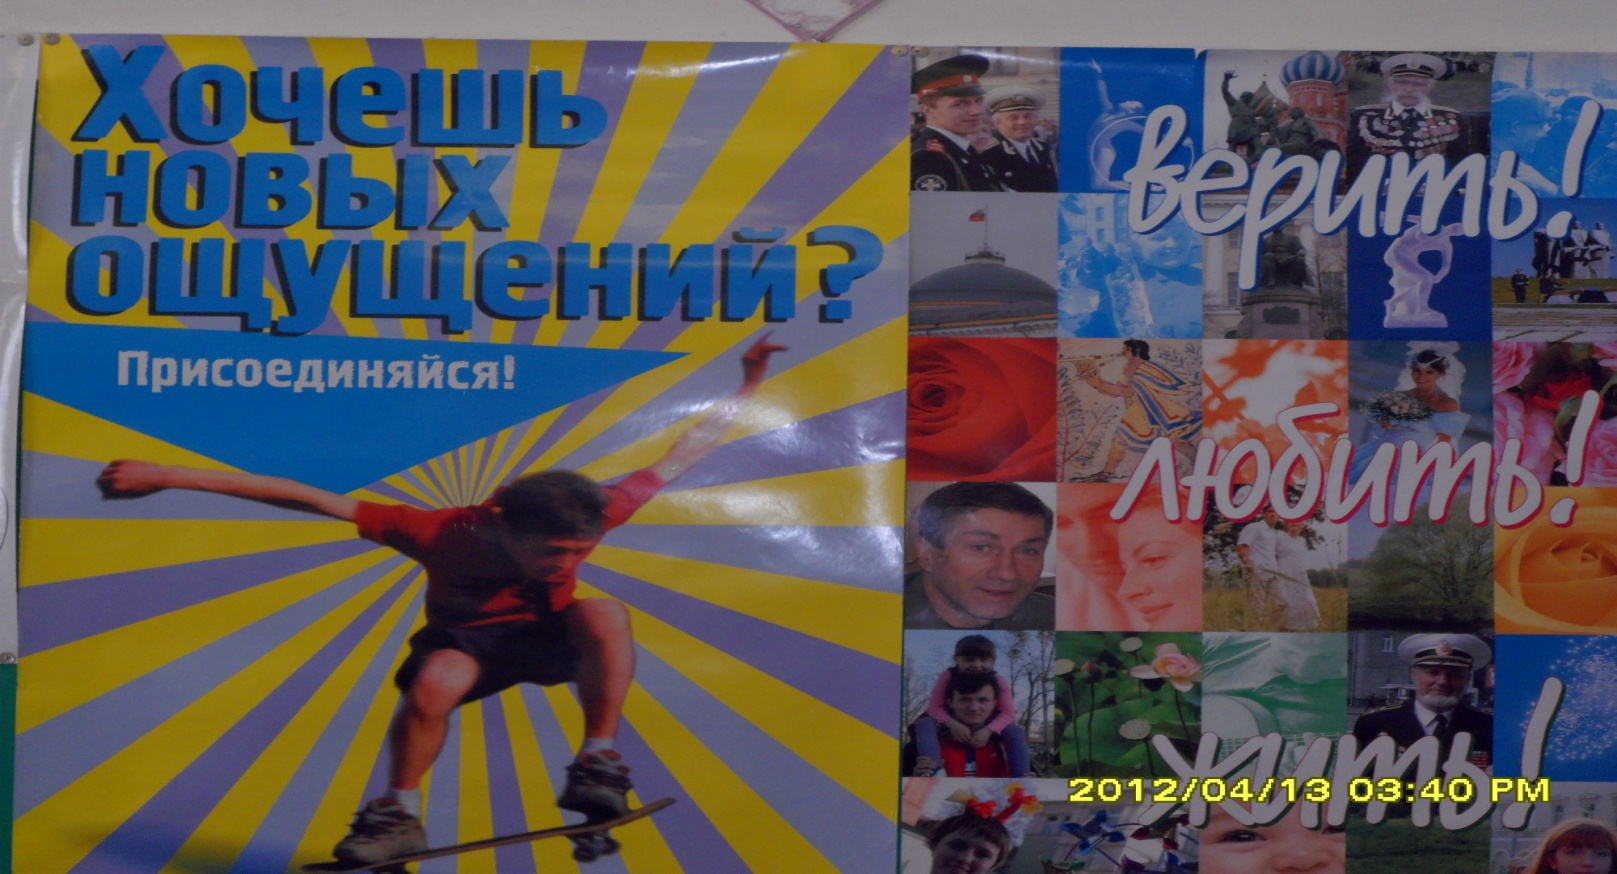 Хочешь
новых
ощущений?
Присоединяйся!
верить!
любить!
жить!
2012/04/13 03:40 PM